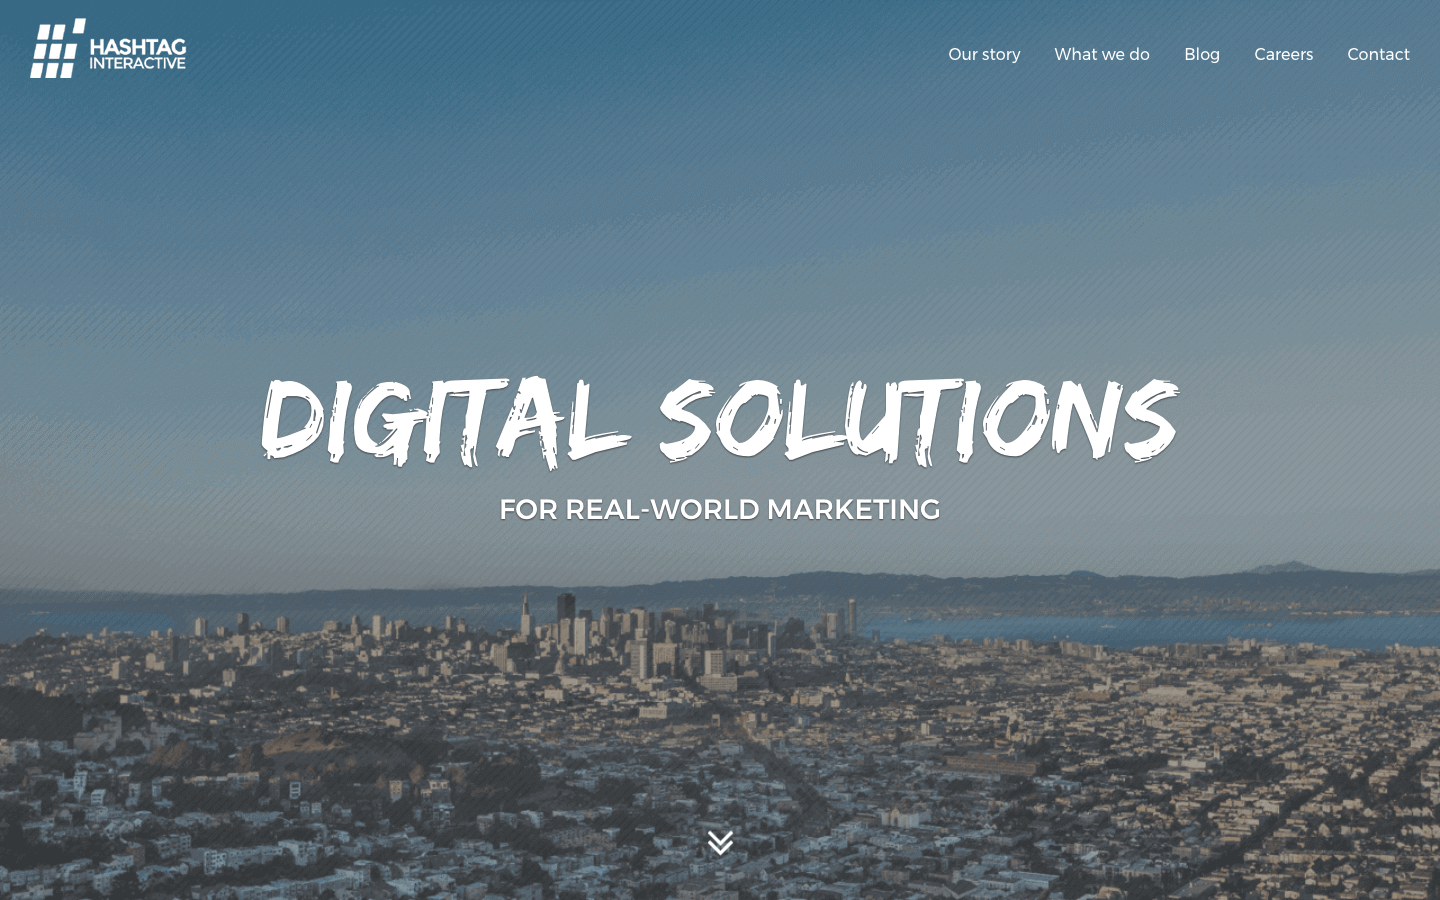 HASHTAG
INTERACTIVE
Our story
What we do
Blog
Careers
Contact
DIGITAL SOLUTIONS
FOR REAL-WORLD MARKETING